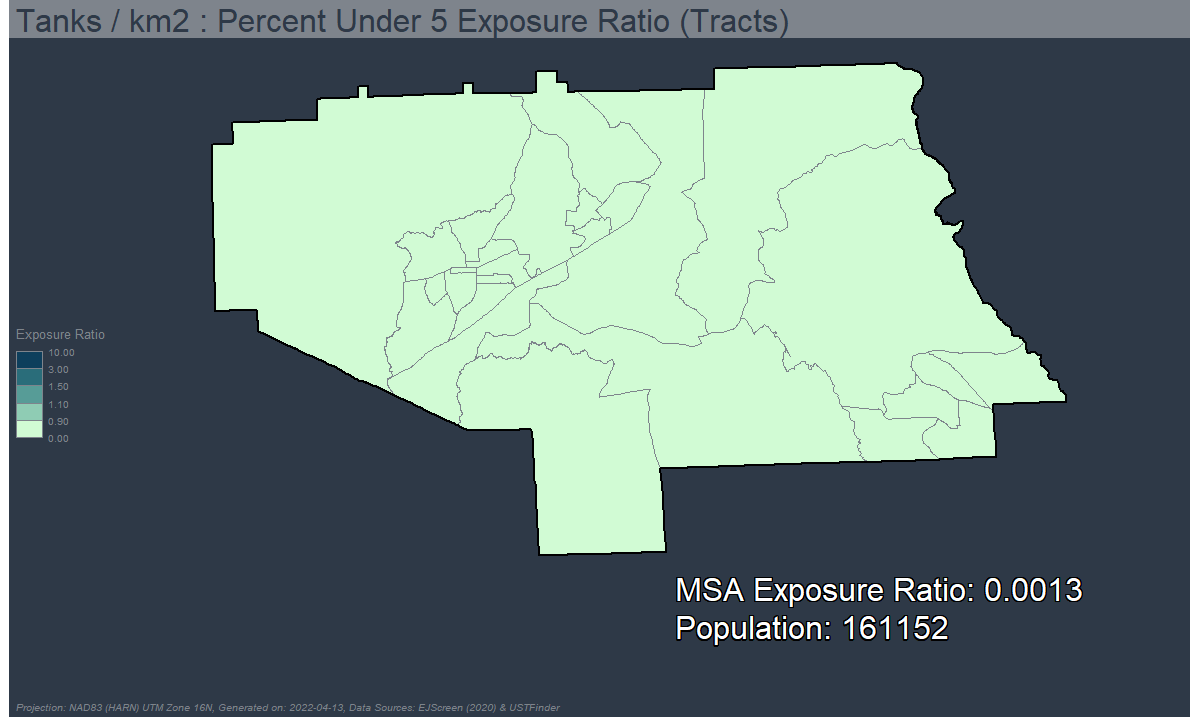 Tanks / km2 : Percent Under 5 Exposure Ratio (Tracts)
Exposure Ratio
10.00
3.00
1.50
1.10
0.90
0.00
MSA Exposure Ratio: 0.0013
Population: 161152
Projection: NAD83 (HARN) UTM Zone 16N, Generated on: 2022-04-13, Data Sources: EJScreen (2020) & USTFinder